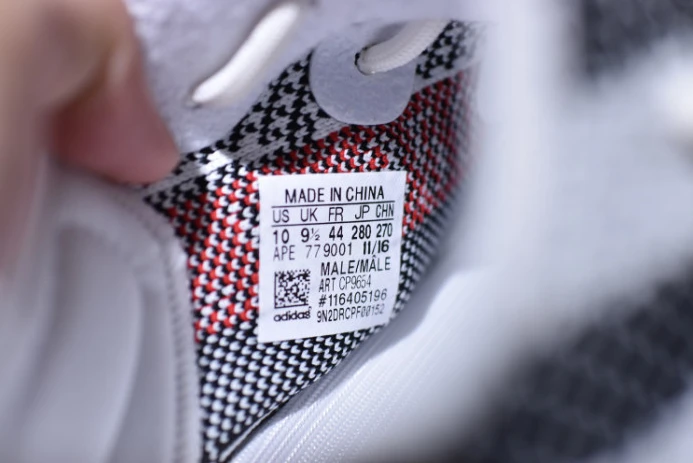 MADE IN CHINA
US UK FR JP CHN
10 9½ 44 280 270
APE 779001 11/16
MALE/MÂLE
ART CP9654
#116405196
adidas 9N2DRCPF00152